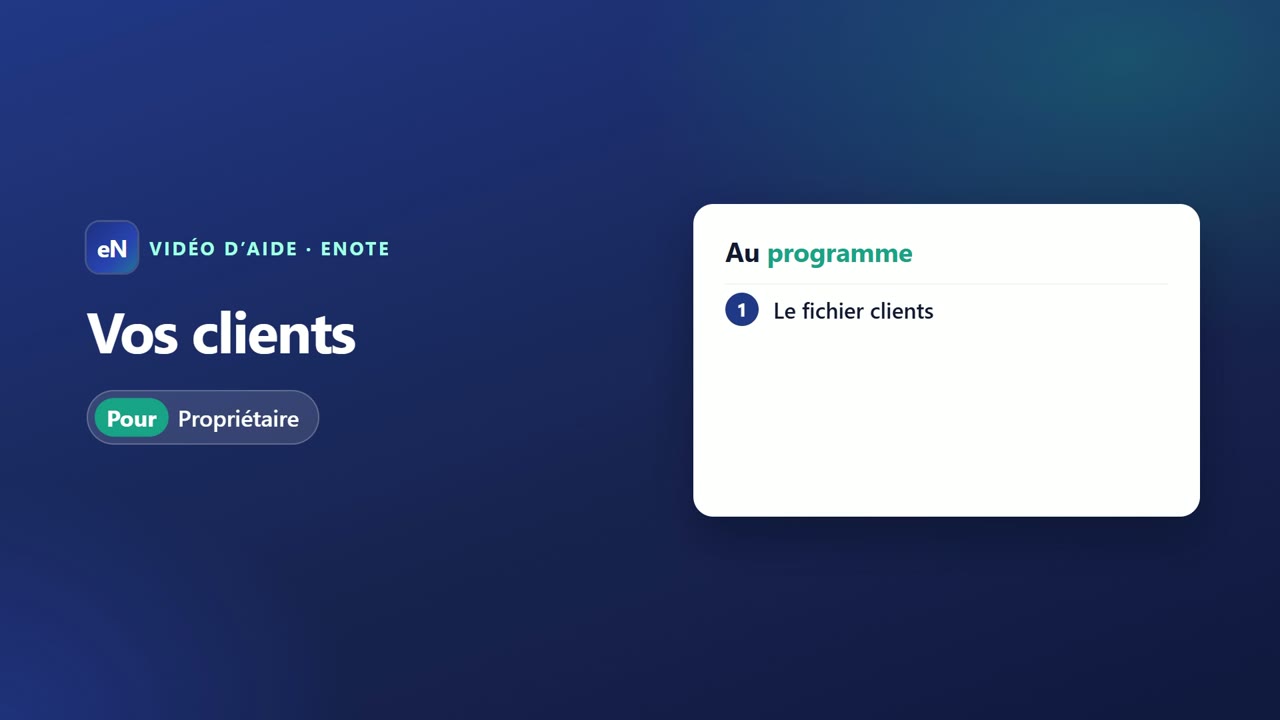 eN
VIDÉO D’AIDE · ENOTE
Vos clients
Pour Propriétaire
Au programme
1 Le fichier clients